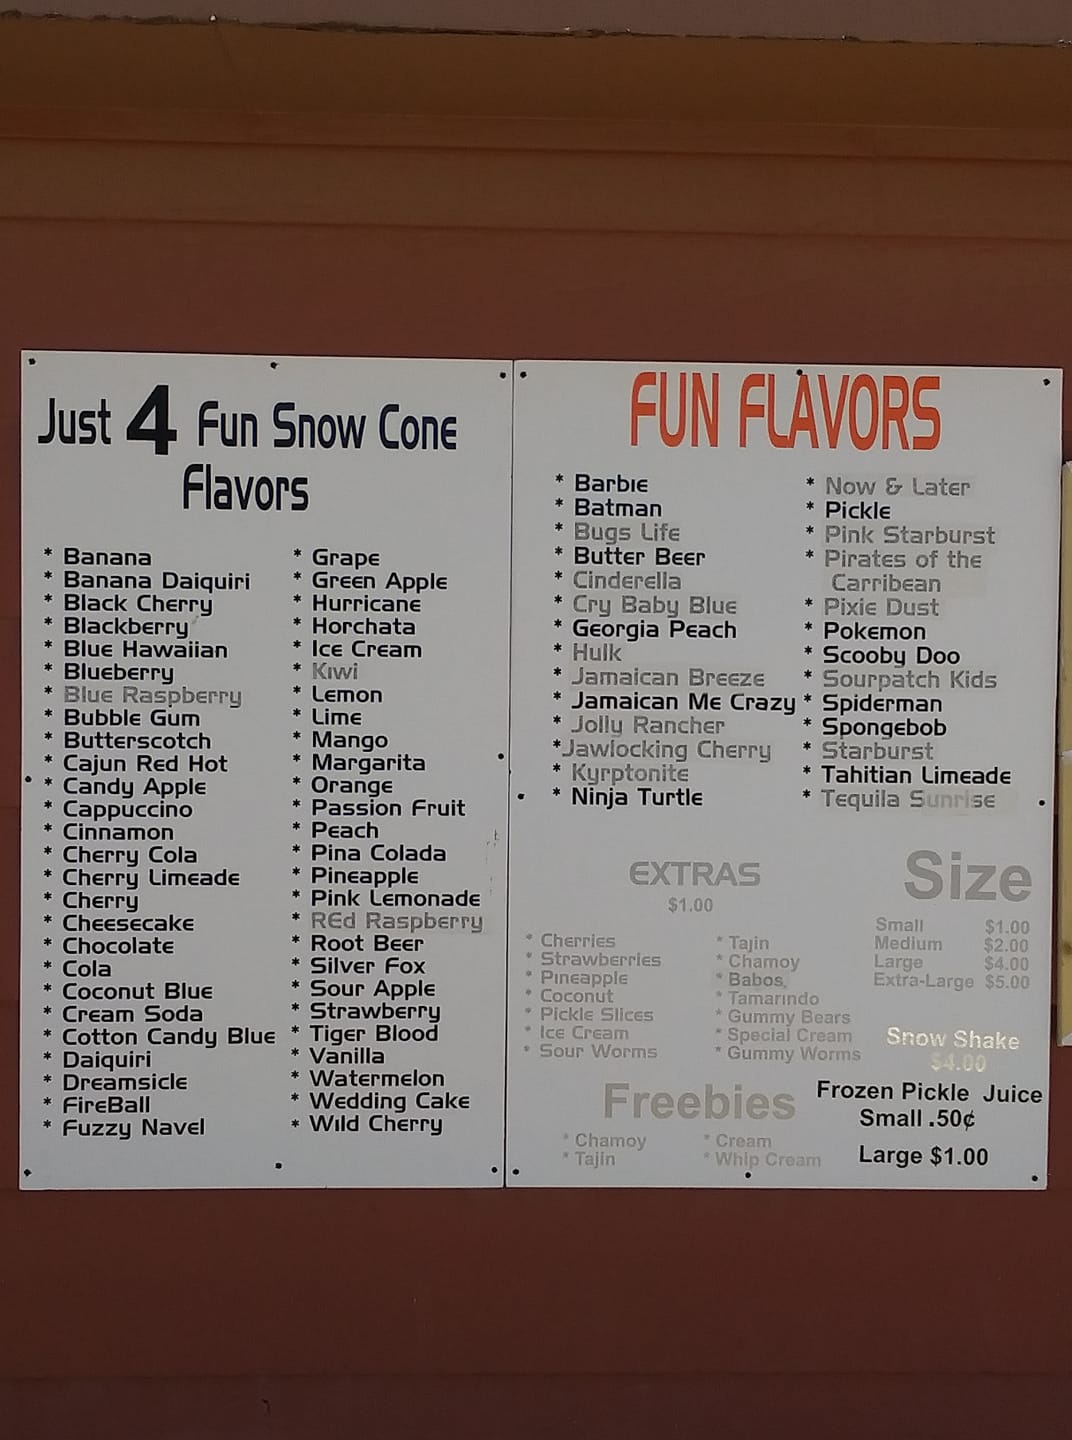 Just 4 Fun Snow Cone
Flavors
* Banana
* Banana Daiquiri
* Black Cherry
* Blackberry
* Blue Hawaiian
* Blueberry
* Blue Raspberry
* Bubble Gum
* Butterscotch
* Cajun Red Hot
* Candy Apple
* Cappuccino
* Cinnamon
* Cherry Cola
* Cherry Limeade
* Cherry
* Cheesecake
* Chocolate
* Cola
* Coconut Blue
* Cream Soda
* Cotton Candy Blue
* Daiquiri
* Dreamsicle
* FireBall
* Fuzzy Navel
* Grape
* Green Apple
* Hurricane
* Horchata
* Ice Cream
* Kiwi
* Lemon
* Lime
* Mango
* Margarita
* Orange
* Passion Fruit
* Peach
* Pina Colada
* Pineapple
* Pink Lemonade
* REd Raspberry
* Root Beer
* Silver Fox
* Sour Apple
* Strawberry
* Tiger Blood
* Vanilla
* Watermelon
* Wedding Cake
* Wild Cherry
FUN FLAVORS
* Barbie
* Batman
* Bugs Life
* Butter Beer
* Cinderella
* Cry Baby Blue
* Georgia Peach
* Hulk
* Jamaican Breeze
* Jamaican Me Crazy
* Jolly Rancher
*Jawlocking Cherry
* Kyrptonite
* Ninja Turtle
* Now & Later
* Pickle
* Pink Starburst
* Pirates of the
Carribean
* Pixie Dust
* Pokemon
* Scooby Doo
* Sourpatch Kids
* Spiderman
* Spongebob
* Starburst
* Tahitian Limeade
* Tequila Sunrise
EXTRAS
$1.00
* Cherries
* Strawberries
* Pineapple
* Coconut
* Pickle Slices
* Ice Cream
* Sour Worms
* Tajin
* Chamoy
* Babos
* Tamarindo
* Gummy Bears
* Special Cream
* Gummy Worms
Size
Small $1.00
Medium $2.00
Large $4.00
Extra-Large $5.00
Snow Shake
$4.00
Frozen Pickle Juice
Small .50¢
Large $1.00
Freebies
* Chamoy
* Tajin
* Cream
* Whip Cream